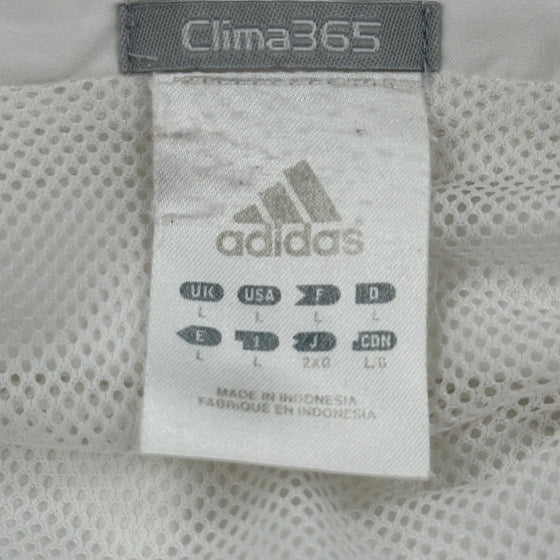 Clima365
adidas
UK USA F D
L L L L
E I J CDN
L L 2XO L/G
MADE IN INDONESIA
FABRIQUE EN INDONESIA